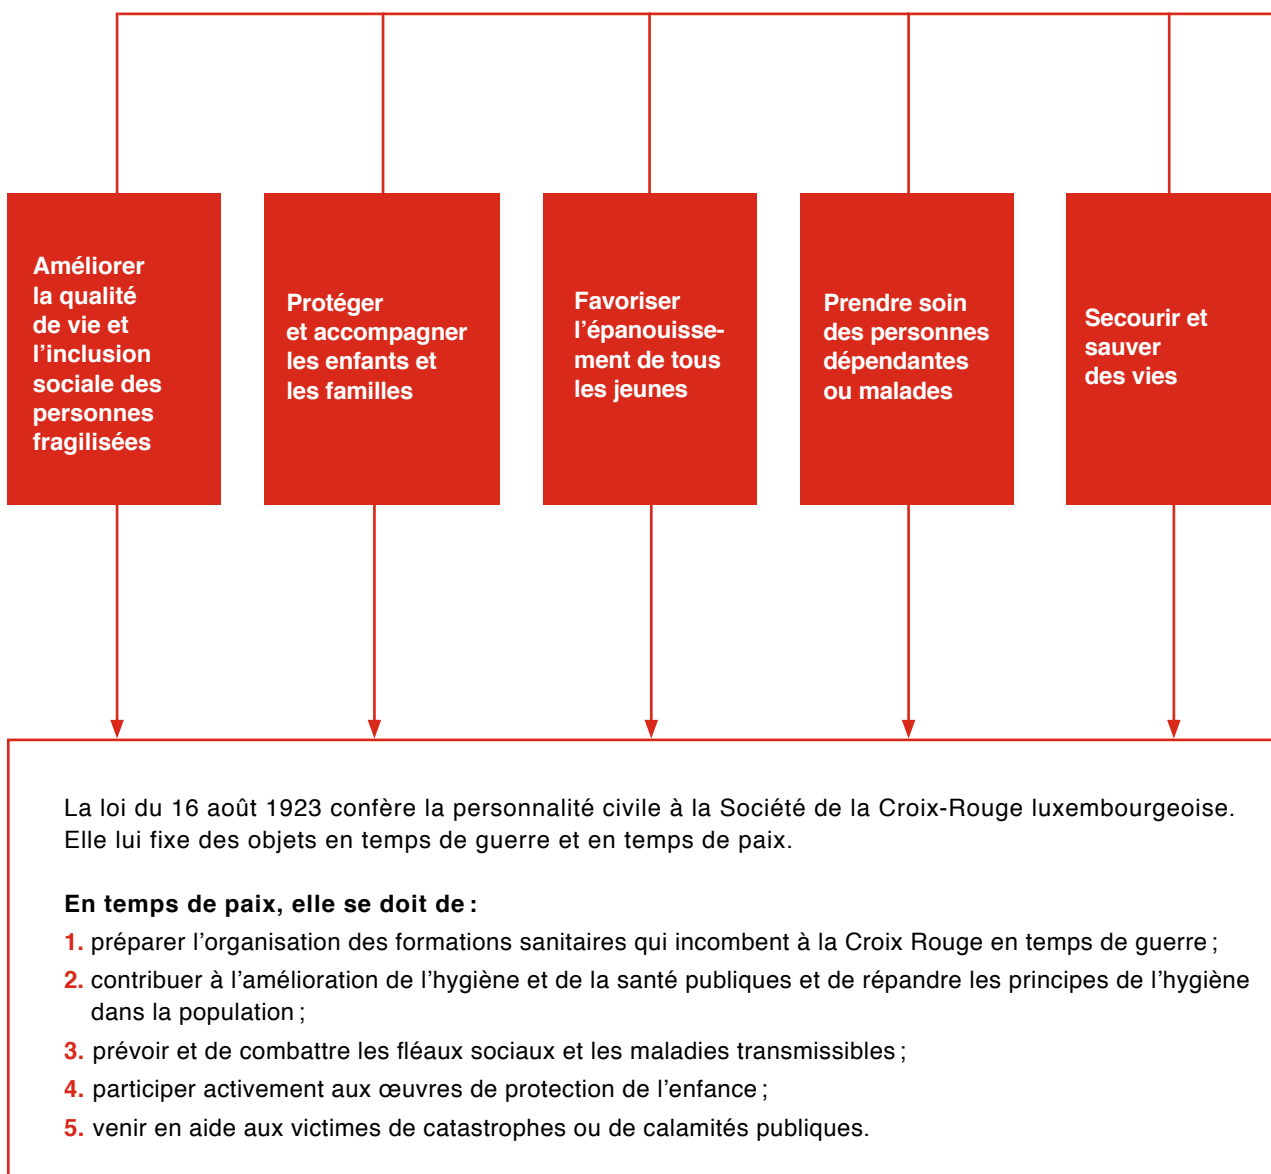 Améliorer
la qualité
de vie et
l’inclusion
sociale des
personnes
fragilisées
Protéger
et accompagner
les enfants et
les familles
Favoriser
l’épanouisse-
ment de tous
les jeunes
Prendre soin
des personnes
dépendantes
ou malades
Secourir et
sauver
des vies
La loi du 16 août 1923 confère la personnalité civile à la Société de la Croix-Rouge luxembourgeoise.
Elle lui fixe des objets en temps de guerre et en temps de paix.
En temps de paix, elle se doit de :
1. préparer l’organisation des formations sanitaires qui incombent à la Croix Rouge en temps de guerre ;
2. contribuer à l’amélioration de l’hygiène et de la santé publiques et de répandre les principes de l’hygiène
dans la population ;
3. prévoir et de combattre les fléaux sociaux et les maladies transmissibles ;
4. participer activement aux œuvres de protection de l’enfance ;
5. venir en aide aux victimes de catastrophes ou de calamités publiques.